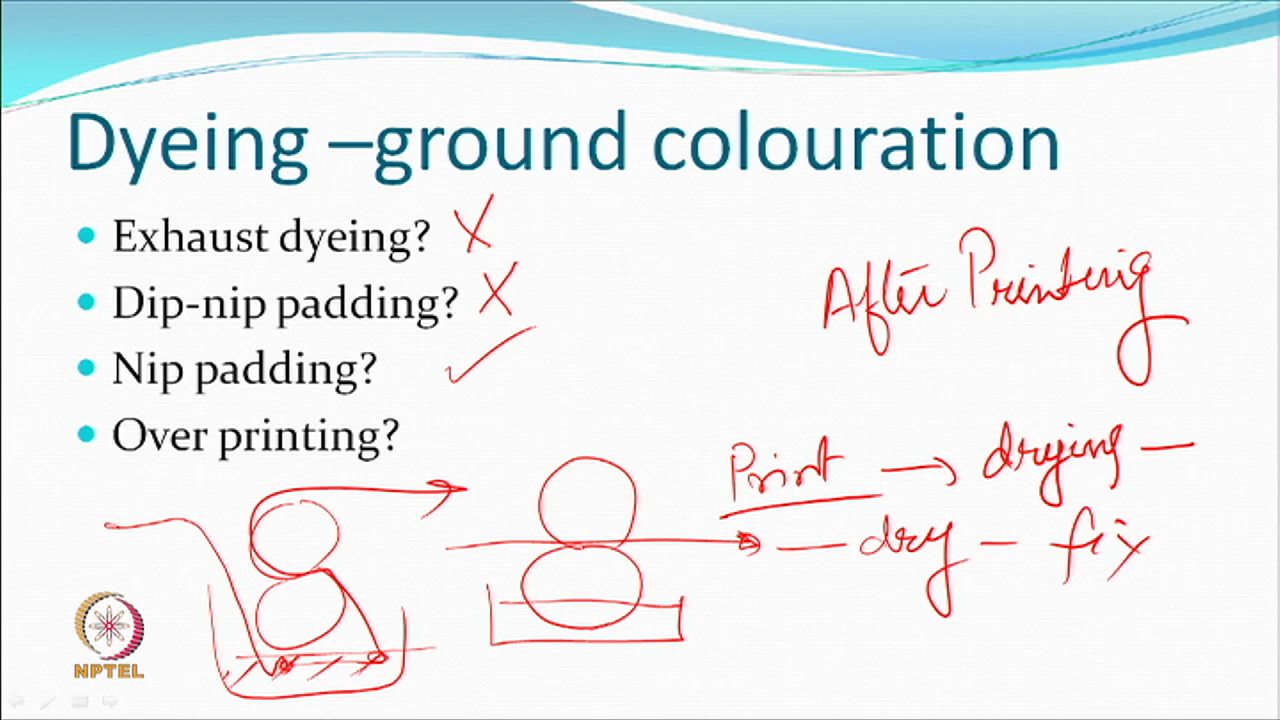 Dyeing –ground colouration
• Exhaust dyeing? X
• Dip-nip padding? X
• Nip padding? ✓
• Over printing?
After Printing
Print → drying –
– dry – fix
NPTEL